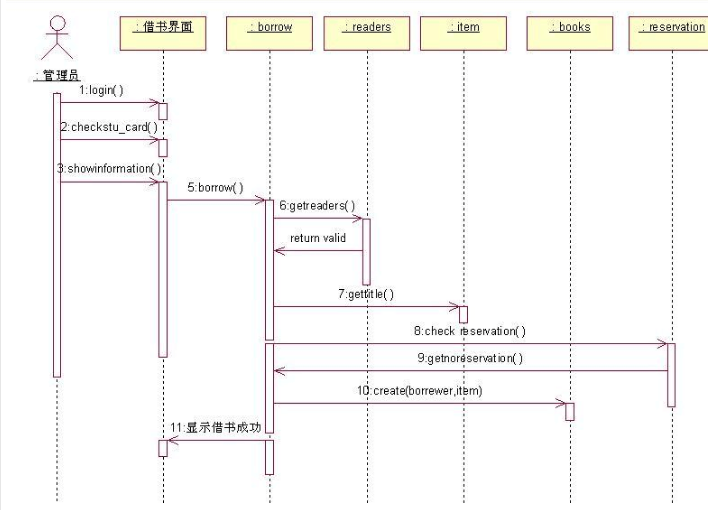 : 借书界面
: borrow
: readers
: item
: books
: reservation
: 管理员
1:login( )
2:checkstu_card( )
3:showinformation( )
5:borrow( )
6:getreaders( )
return valid
7:gettitle( )
8:check reservation( )
9:getnoreservation( )
10:create(borrewer,item)
11:显示借书成功